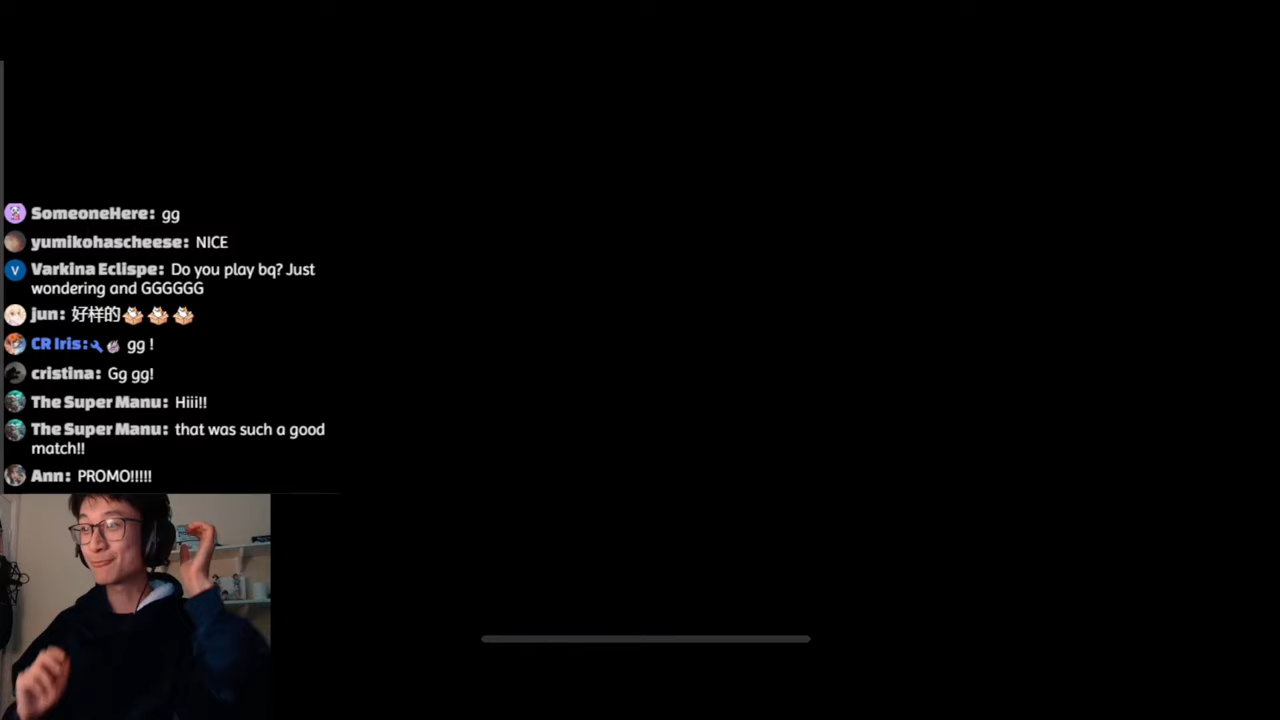 SomeoneHere: gg
yumikohascheese: NICE
V Varkina Eclispe: Do you play bq? Just
wondering and GGGGGG
jun: 好样的
CR Iris: gg !
cristina: Gg gg!
The Super Manu: Hiii!!
The Super Manu: that was such a good
match!!
Ann: PROMO!!!!!